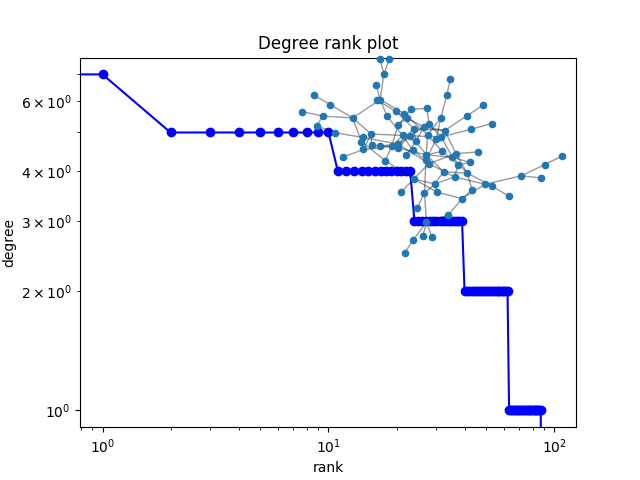 Degree rank plot
degree
6 × 10⁰
4 × 10⁰
3 × 10⁰
2 × 10⁰
10⁰
10⁰ 10¹ 10²
rank